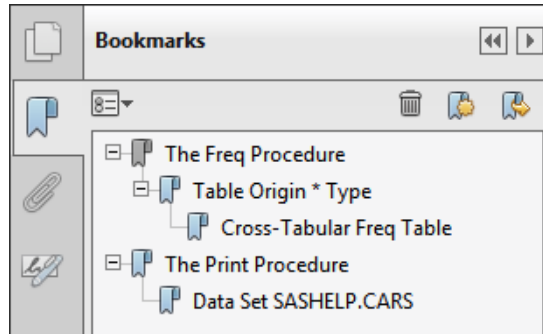 Bookmarks
The Freq Procedure
Table Origin * Type
Cross-Tabular Freq Table
The Print Procedure
Data Set SASHELP.CARS